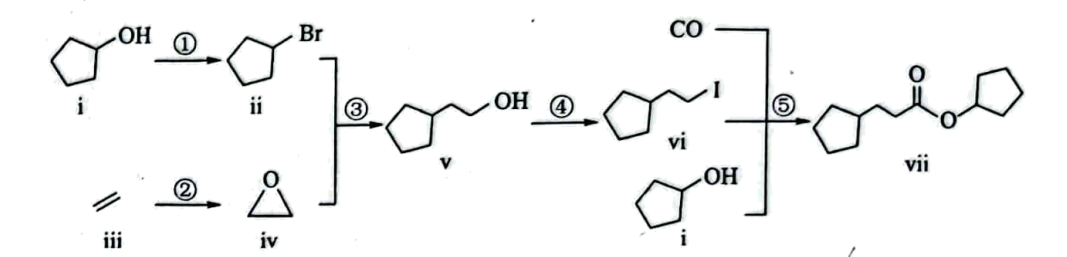 OH
①
Br
i
ii
③
OH
v
②
O
iii
iv
④
I
vi
CO
OH
i
⑤
O
O
vii